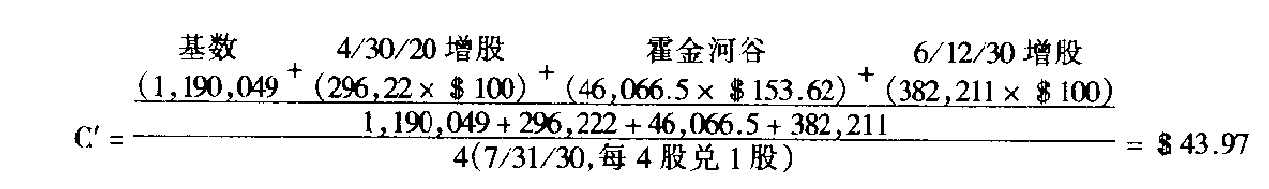 基数 4/30/20 增股 霍金河谷 6/12/30 增股
(1,190,049 + (296,22× $100) + (46,066.5× $153.62) + (382,211× $100)
1,190,049+296,222+46,066.5+382,211
C′= = $43.97
4(7/31/30,每4股兑1股)